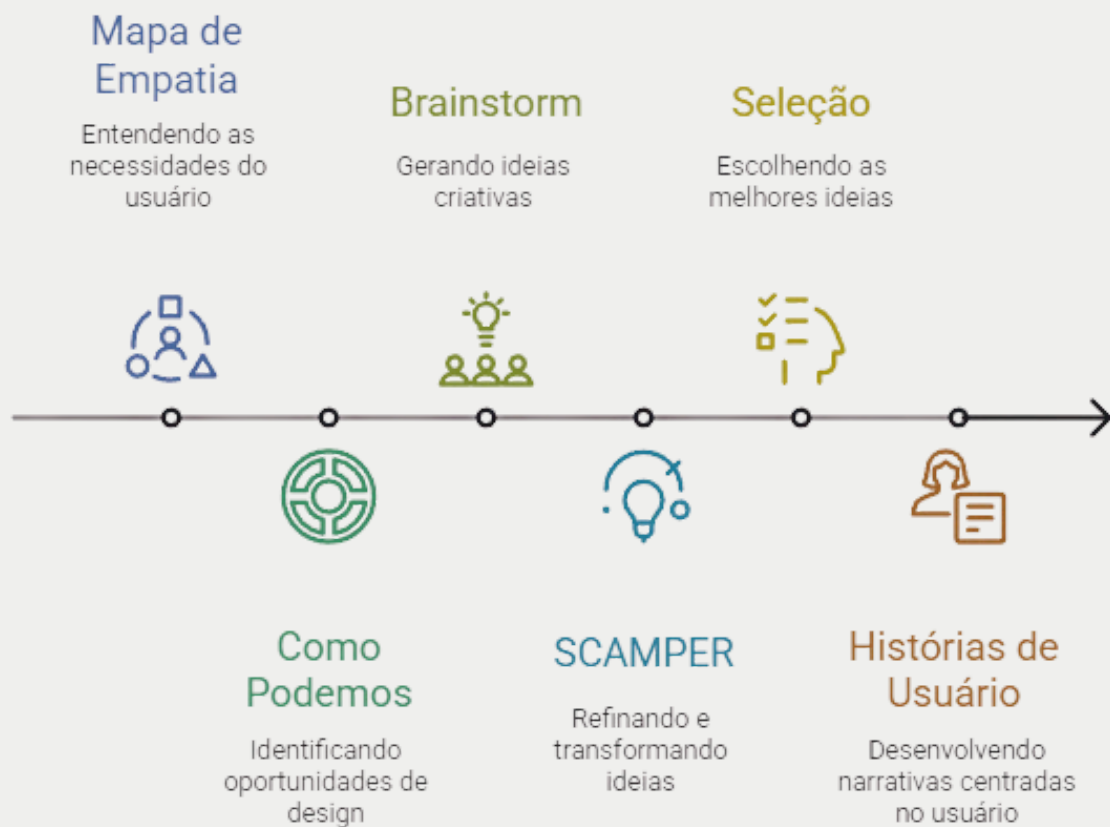 Mapa de
Empatia
Entendendo as
necessidades do
usuário
Como
Podemos
Identificando
oportunidades de
design
Brainstorm
Gerando ideias
criativas
SCAMPER
Refinando e
transformando
ideias
Seleção
Escolhendo as
melhores ideias
Histórias de
Usuário
Desenvolvendo
narrativas centradas
no usuário